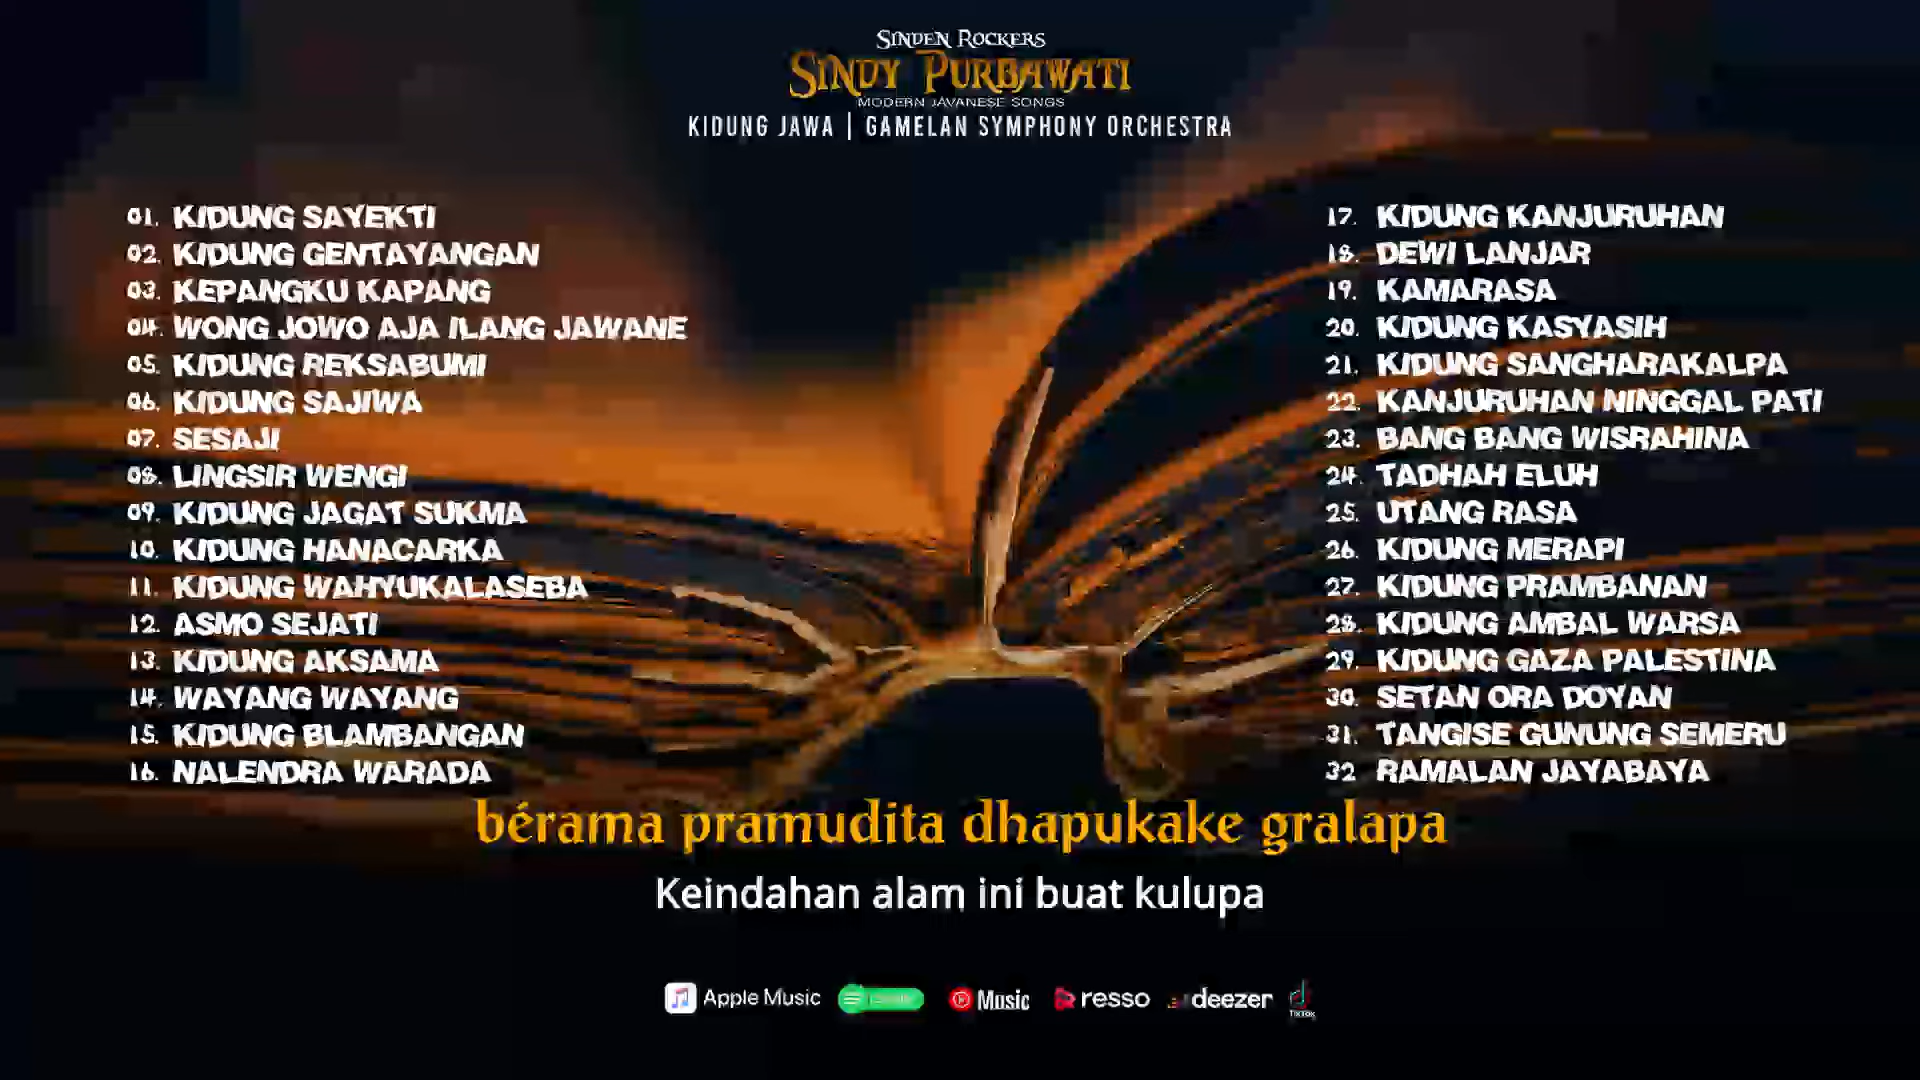 SINDEN ROCKERS
SINDY PURBAWATI
MODERN JAVANESE SONGS
KIDUNG JAWA | GAMELAN SYMPHONY ORCHESTRA
01. KIDUNG SAYEKTI
02. KIDUNG GENTAYANGAN
03. KEPANGKU KAPANG
04. WONG JOWO AJA ILANG JAWANE
05. KIDUNG REKSABUMI
06. KIDUNG SAJIWA
07. SESAJI
08. LINGSIR WENGI
09. KIDUNG JAGAT SUKMA
10. KIDUNG HANACARKA
11. KIDUNG WAHYUKALASEBA
12. ASMO SEJATI
13. KIDUNG AKSAMA
14. WAYANG WAYANG
15. KIDUNG BLAMBANGAN
16. NALENDRA WARADA
17. KIDUNG KANJURUHAN
18. DEWI LANJAR
19. KAMARASA
20. KIDUNG KASYASIH
21. KIDUNG SANGHARAKALPA
22. KANJURUHAN NINGGAL PATI
23. BANG BANG WISRAHINA
24. TADHAH ELUH
25. UTANG RASA
26. KIDUNG MERAPI
27. KIDUNG PRAMBANAN
28. KIDUNG AMBAL WARSA
29. KIDUNG GAZA PALESTINA
30. SETAN ORA DOYAN
31. TANGISE GUNUNG SEMERU
32 RAMALAN JAYABAYA
bérama pramudita dhapukake gralapa
Keindahan alam ini buat kulupa
Apple Music
Music
resso
deezer
TikTok